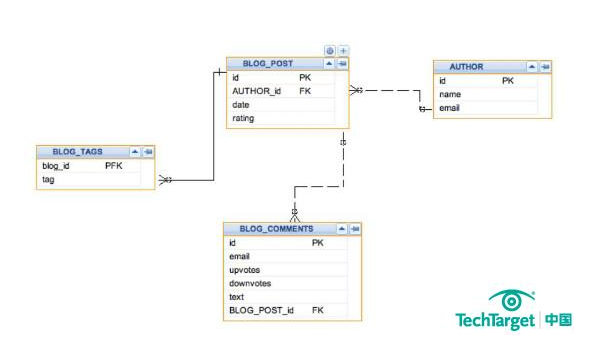 BLOG_POST
id PK
AUTHOR_id FK
date
rating
AUTHOR
id PK
name
email
BLOG_TAGS
blog_id PFK
tag
BLOG_COMMENTS
id PK
email
upvotes
downvotes
text
BLOG_POST_id FK
TechTarget 中国